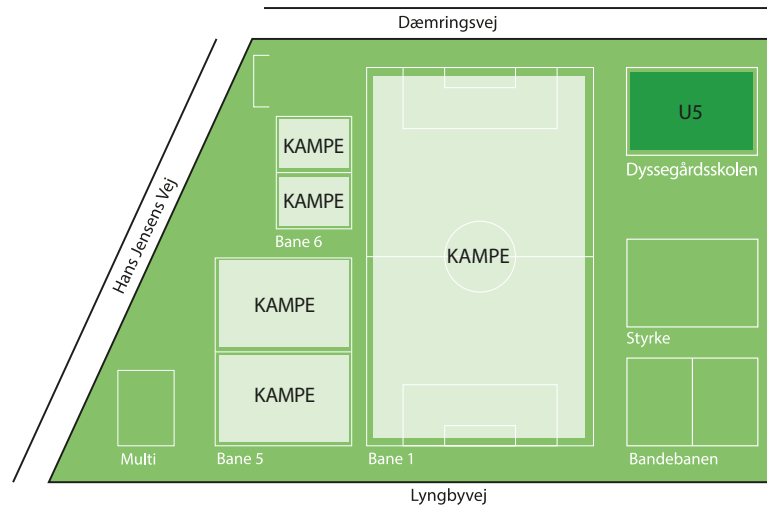 Dæmringsvej
Hans Jensens Vej
KAMPE
KAMPE
Bane 6
KAMPE
KAMPE
Bane 5
Multi
KAMPE
Bane 1
U5
Dyssegårdsskolen
Styrke
Bandebanen
Lyngbyvej